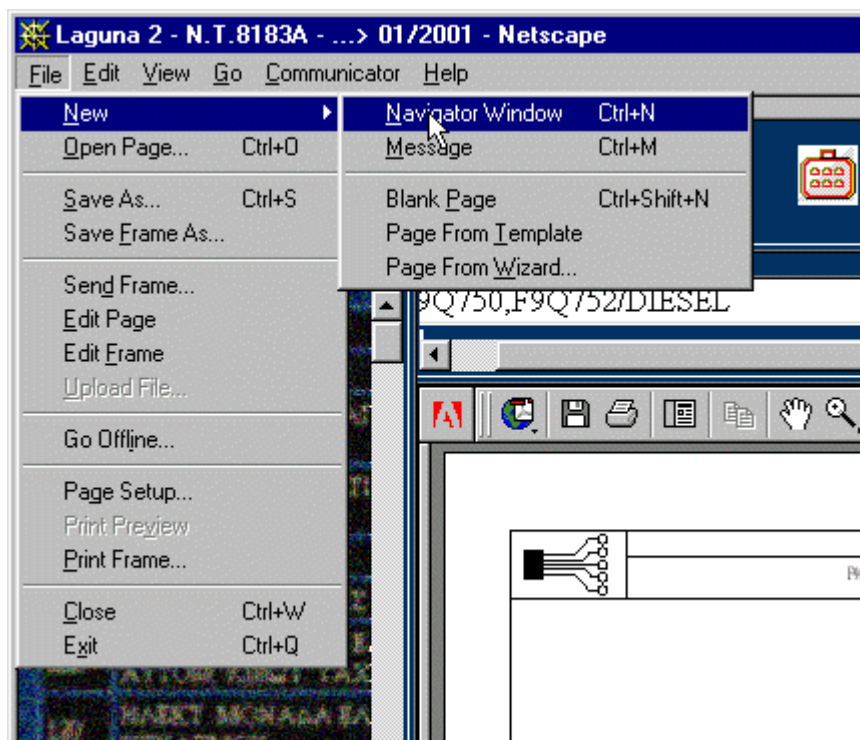 Laguna 2 - N.T.8183A - ...> 01/2001 - Netscape
File Edit View Go Communicator Help
New
Open Page... Ctrl+O
Save As... Ctrl+S
Save Frame As...
Send Frame...
Edit Page
Edit Frame
Upload File...
Go Offline...
Page Setup...
Print Preview
Print Frame...
Close Ctrl+W
Exit Ctrl+Q
Navigator Window Ctrl+N
Message Ctrl+M
Blank Page Ctrl+Shift+N
Page From Template
Page From Wizard...
9Q750,F9Q752/DIESEL